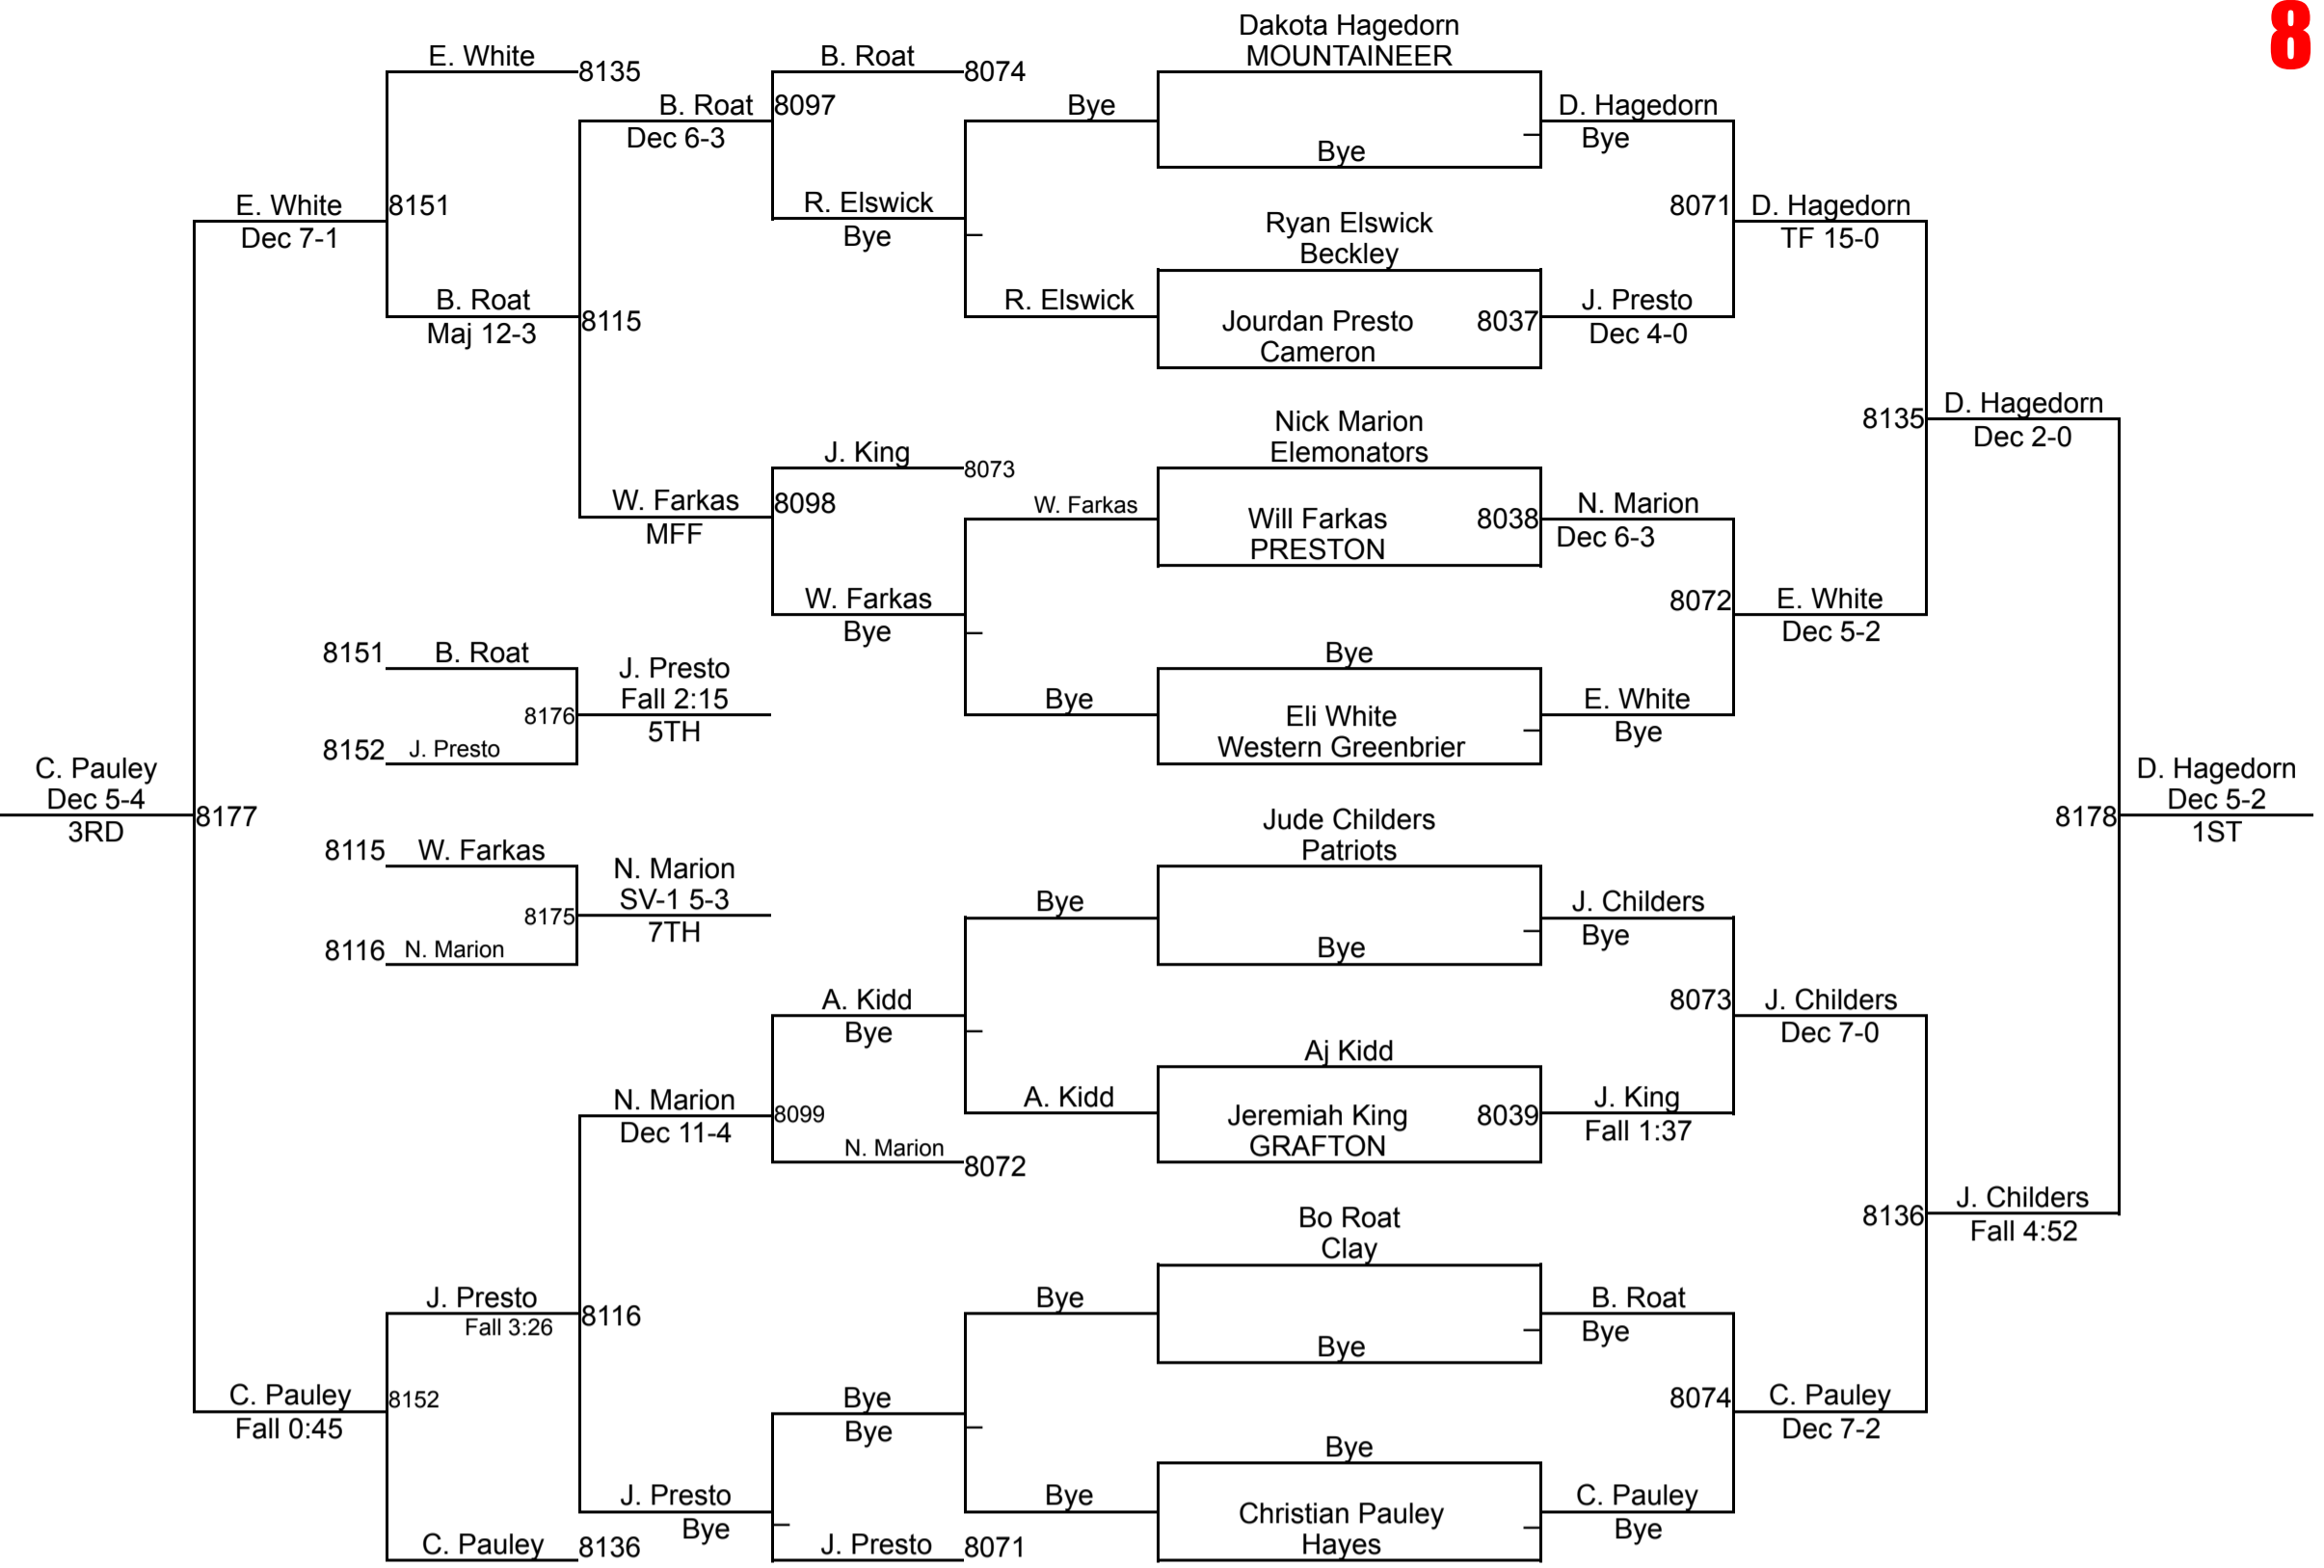 8
Dakota Hagedorn
MOUNTAINEER
E. White
8135
B. Roat
8074
B. Roat
8097
Dec 6-3
Bye
D. Hagedorn
Bye
Bye
E. White
8151
Dec 7-1
R. Elswick
Bye
Ryan Elswick
Beckley
8071
D. Hagedorn
TF 15-0
B. Roat
Maj 12-3
8115
R. Elswick
Jourdan Presto
Cameron
8037
J. Presto
Dec 4-0
Nick Marion
Elemonators
8135
D. Hagedorn
Dec 2-0
J. King
8073
W. Farkas
8098
MFF
W. Farkas
Will Farkas
PRESTON
8038
N. Marion
Dec 6-3
W. Farkas
Bye
8072
E. White
Dec 5-2
8151
B. Roat
J. Presto
Fall 2:15
5TH
8176
8152
J. Presto
Bye
Bye
Eli White
Western Greenbrier
E. White
Bye
C. Pauley
Dec 5-4
3RD
8177
D. Hagedorn
Dec 5-2
1ST
8178
8115
W. Farkas
N. Marion
SV-1 5-3
7TH
8175
8116
N. Marion
Jude Childers
Patriots
Bye
Bye
J. Childers
Bye
A. Kidd
Bye
8073
J. Childers
Dec 7-0
N. Marion
Dec 11-4
8099
N. Marion
8072
A. Kidd
Aj Kidd
Jeremiah King
GRAFTON
8039
J. King
Fall 1:37
Bo Roat
Clay
8136
J. Childers
Fall 4:52
J. Presto
Fall 3:26
8116
Bye
Bye
B. Roat
Bye
C. Pauley
Fall 0:45
8152
Bye
Bye
8074
C. Pauley
Dec 7-2
J. Presto
Bye
Bye
Bye
Christian Pauley
Hayes
C. Pauley
Bye
C. Pauley
8136
J. Presto
8071